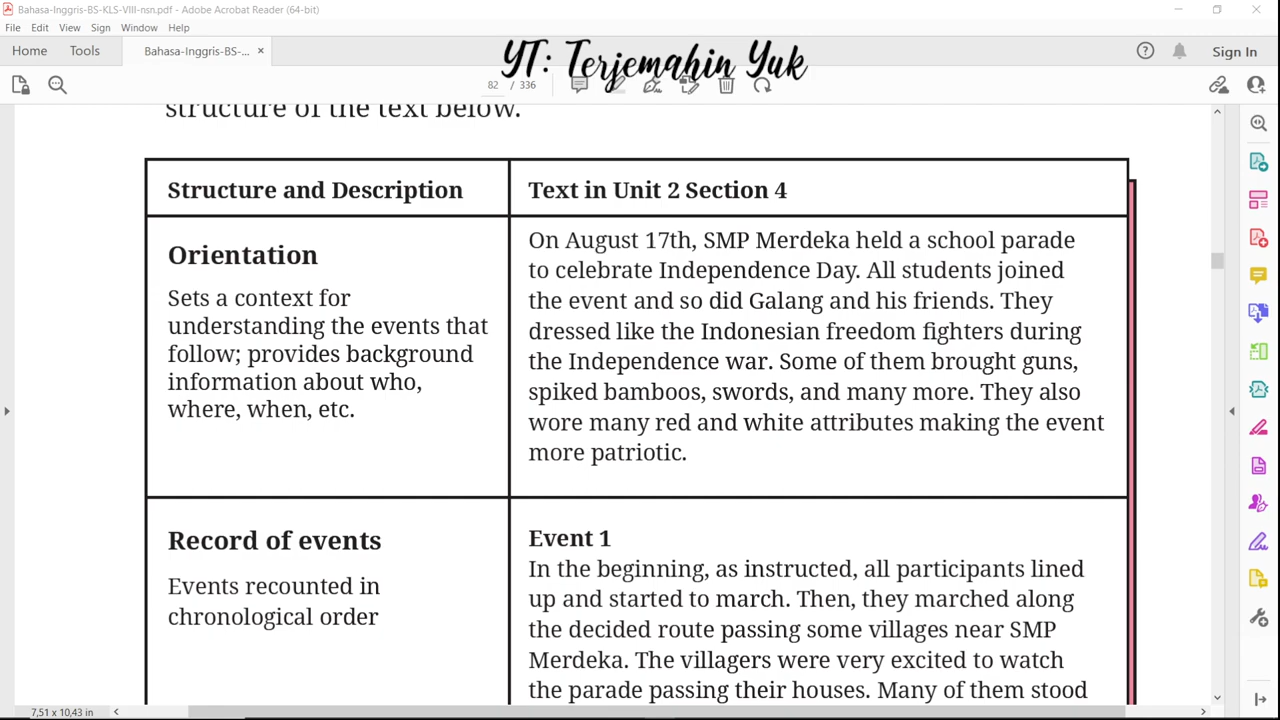 Bahasa-Inggris-BS-KLS-VIII-nsn.pdf - Adobe Acrobat Reader (64-bit)
File Edit View Sign Window Help
Home Tools Bahasa-Inggris-BS-... × Sign In
YT: Terjemahin Yuk
82 / 336
structure of the text below.
Structure and Description
Text in Unit 2 Section 4
Orientation
Sets a context for
understanding the events that
follow; provides background
information about who,
where, when, etc.
On August 17th, SMP Merdeka held a school parade
to celebrate Independence Day. All students joined
the event and so did Galang and his friends. They
dressed like the Indonesian freedom fighters during
the Independence war. Some of them brought guns,
spiked bamboos, swords, and many more. They also
wore many red and white attributes making the event
more patriotic.
Record of events
Events recounted in
chronological order
Event 1
In the beginning, as instructed, all participants lined
up and started to march. Then, they marched along
the decided route passing some villages near SMP
Merdeka. The villagers were very excited to watch
the parade passing their houses. Many of them stood
7,51 x 10,43 in